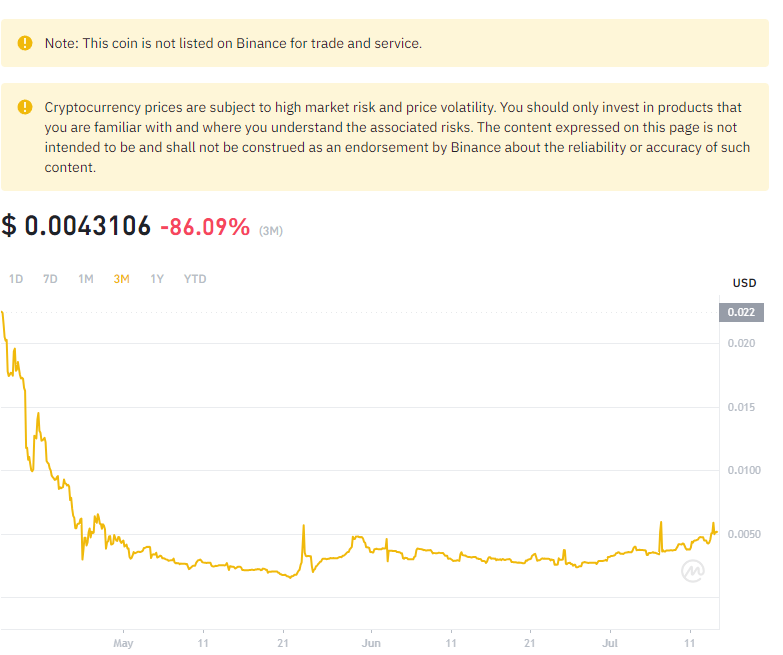 Note: This coin is not listed on Binance for trade and service.
Cryptocurrency prices are subject to high market risk and price volatility. You should only invest in products that
you are familiar with and where you understand the associated risks. The content expressed on this page is not
intended to be and shall not be construed as an endorsement by Binance about the reliability or accuracy of such
content.
$ 0.0043106 -86.09% (3M)
1D 7D 1M 3M 1Y YTD
USD
0.022
0.020
0.015
0.0100
0.0050
May 11 21 Jun 11 21 Jul 11